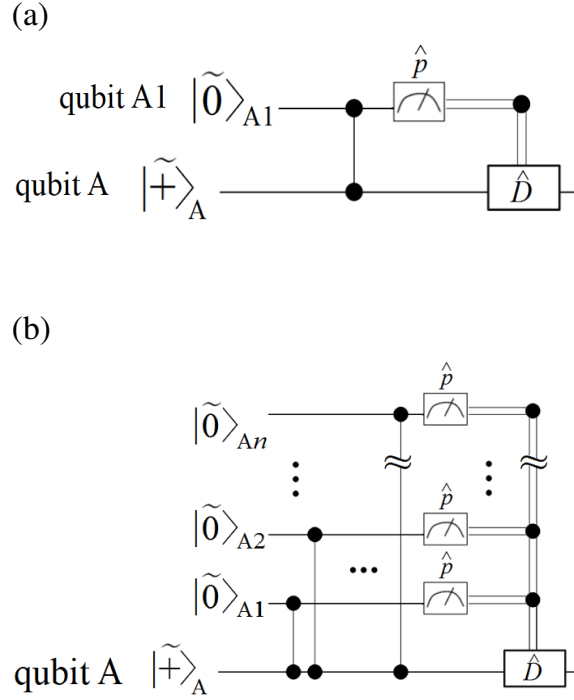 (a)
p̂
qubit A1 |0̃⟩A1
qubit A |+̃⟩A
D̂
(b)
p̂
|0̃⟩An
p̂
|0̃⟩A2
p̂
|0̃⟩A1
qubit A |+̃⟩A
D̂